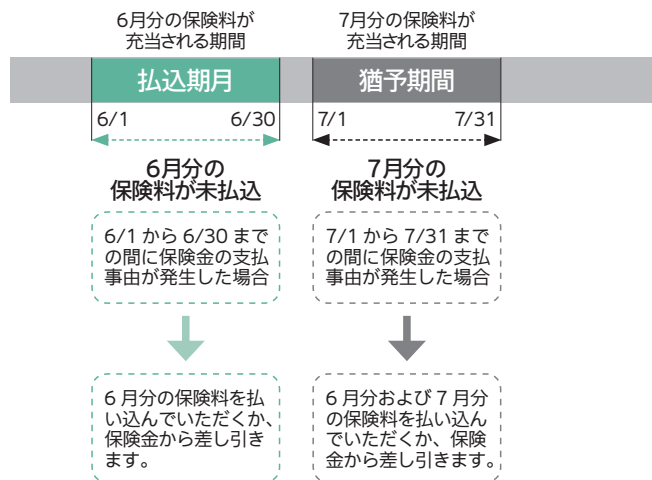 6月分の保険料が
充当される期間
7月分の保険料が
充当される期間
払込期月
猶予期間
6/1
6/30
7/1
7/31
6月分の
保険料が未払込
7月分の
保険料が未払込
6/1 から 6/30 まで
の間に保険金の支払
事由が発生した場合
7/1 から 7/31 まで
の間に保険金の支払
事由が発生した場合
6 月分の保険料を払
い込んでいただくか、
保険金から差し引き
ます。
6 月分および 7 月分
の保険料を払い込ん
でいただくか、保険
金から差し引きます。